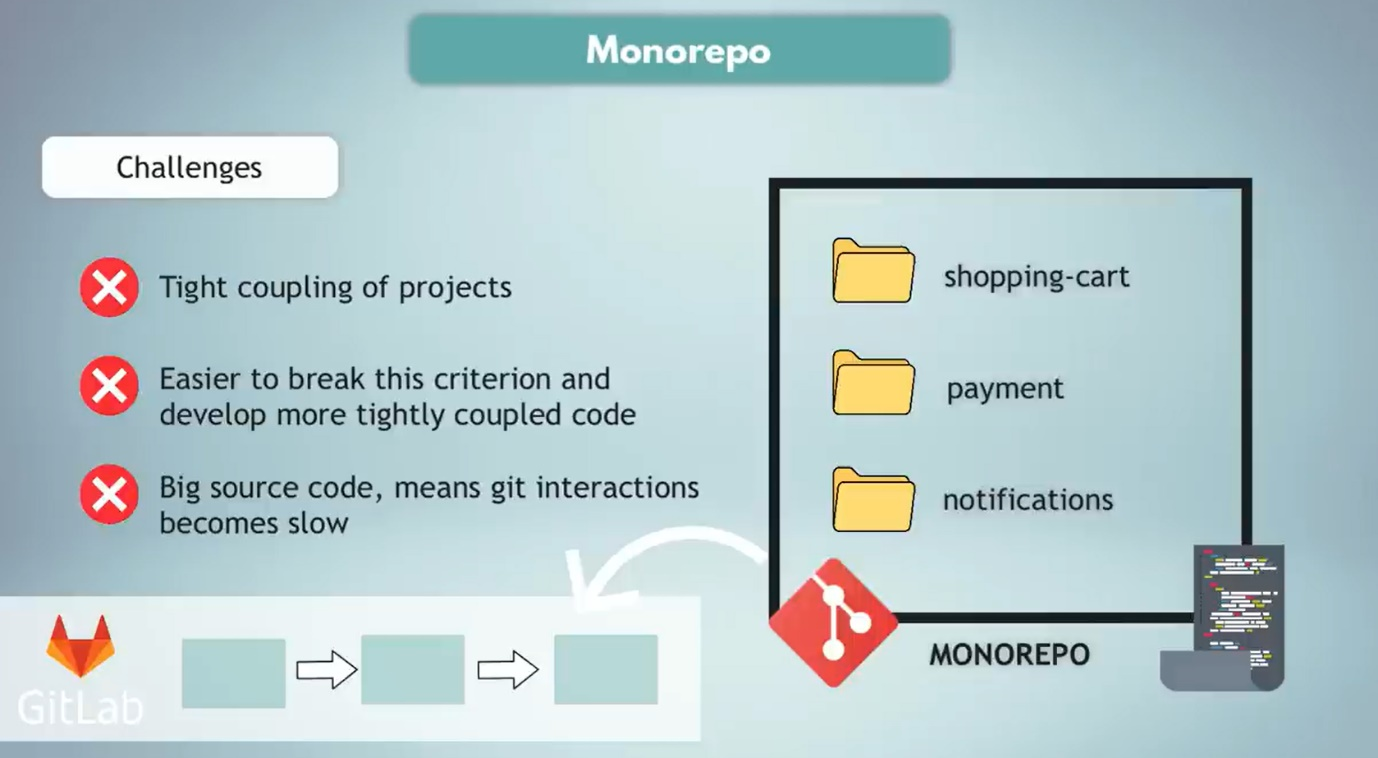 Monorepo
Challenges
Tight coupling of projects
Easier to break this criterion and
develop more tightly coupled code
Big source code, means git interactions
becomes slow
shopping-cart
payment
notifications
MONOREPO
GitLab